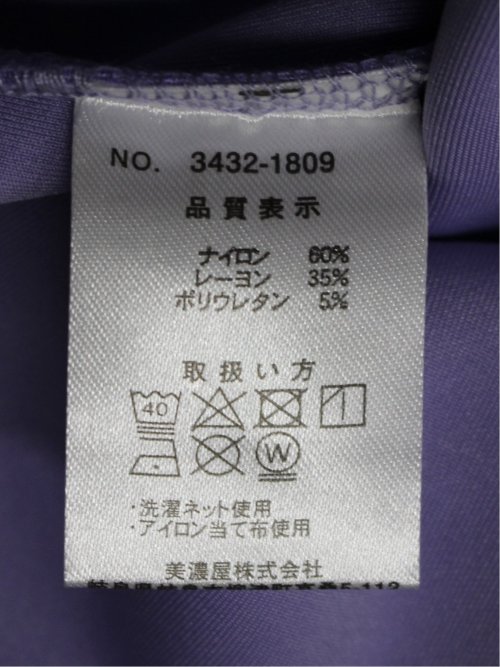 NO. 3432-1809
品質表示
ナイロン 60%
レーヨン 35%
ポリウレタン 5%
取扱い方
40
W
・洗濯ネット使用
・アイロン当て布使用
美濃屋株式会社